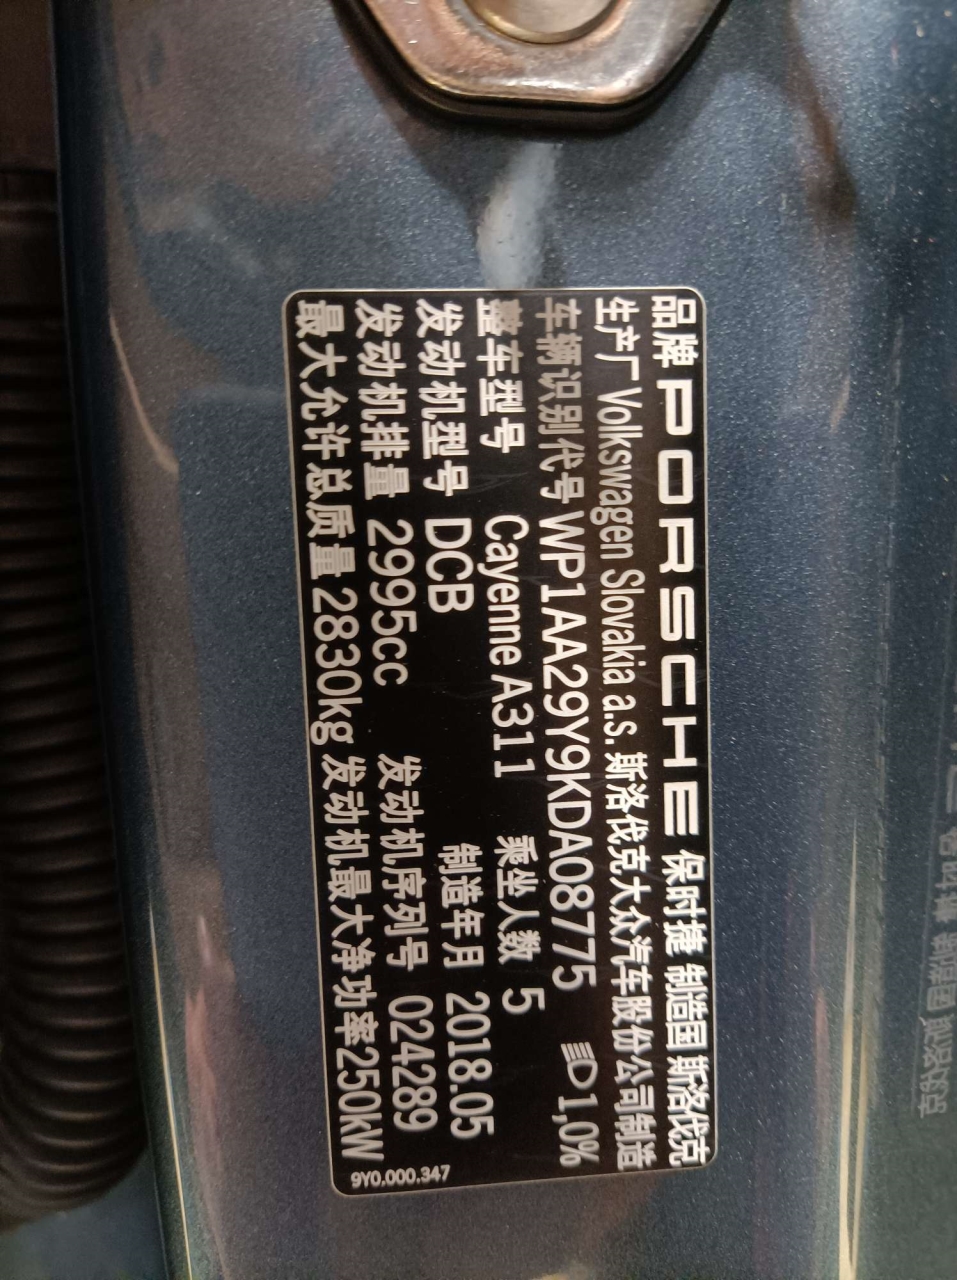 品牌 PORSCHE 保时捷 制造国 斯洛伐克
生产厂 Volkswagen Slovakia a.s. 斯洛伐克大众汽车股份公司制造
车辆识别代号 WP1AA29Y9KDA08775 1,0%
整车型号 Cayenne A311 乘坐人数 5
发动机型号 DCB 制造年月 2018.05
发动机排量 2995cc 发动机序列号 024289
最大允许总质量 2830kg 发动机最大净功率250kW
9Y0.000.347